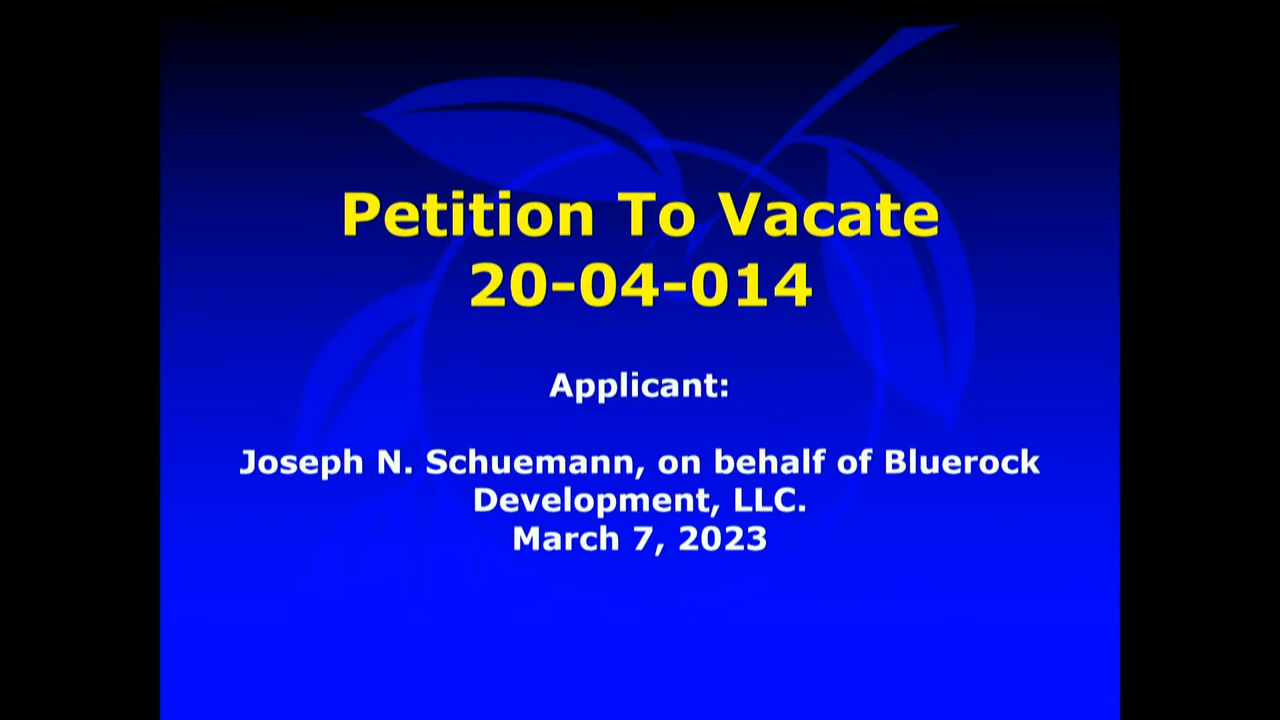 Petition To Vacate
20-04-014
Applicant:
Joseph N. Schuemann, on behalf of Bluerock
Development, LLC.
March 7, 2023